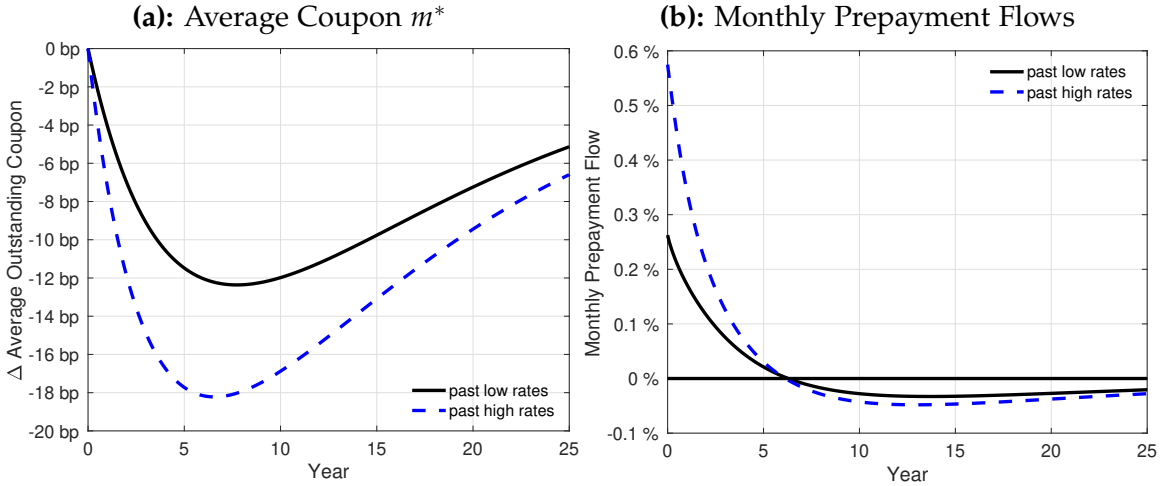 (a): Average Coupon m*
0 bp
-2 bp
-4 bp
-6 bp
-8 bp
-10 bp
-12 bp
-14 bp
-16 bp
-18 bp
-20 bp
Δ Average Outstanding Coupon
past low rates
past high rates
0 5 10 15 20 25
Year
(b): Monthly Prepayment Flows
0.6 %
0.5 %
0.4 %
0.3 %
0.2 %
0.1 %
0 %
-0.1 %
Monthly Prepayment Flow
past low rates
past high rates
0 5 10 15 20 25
Year